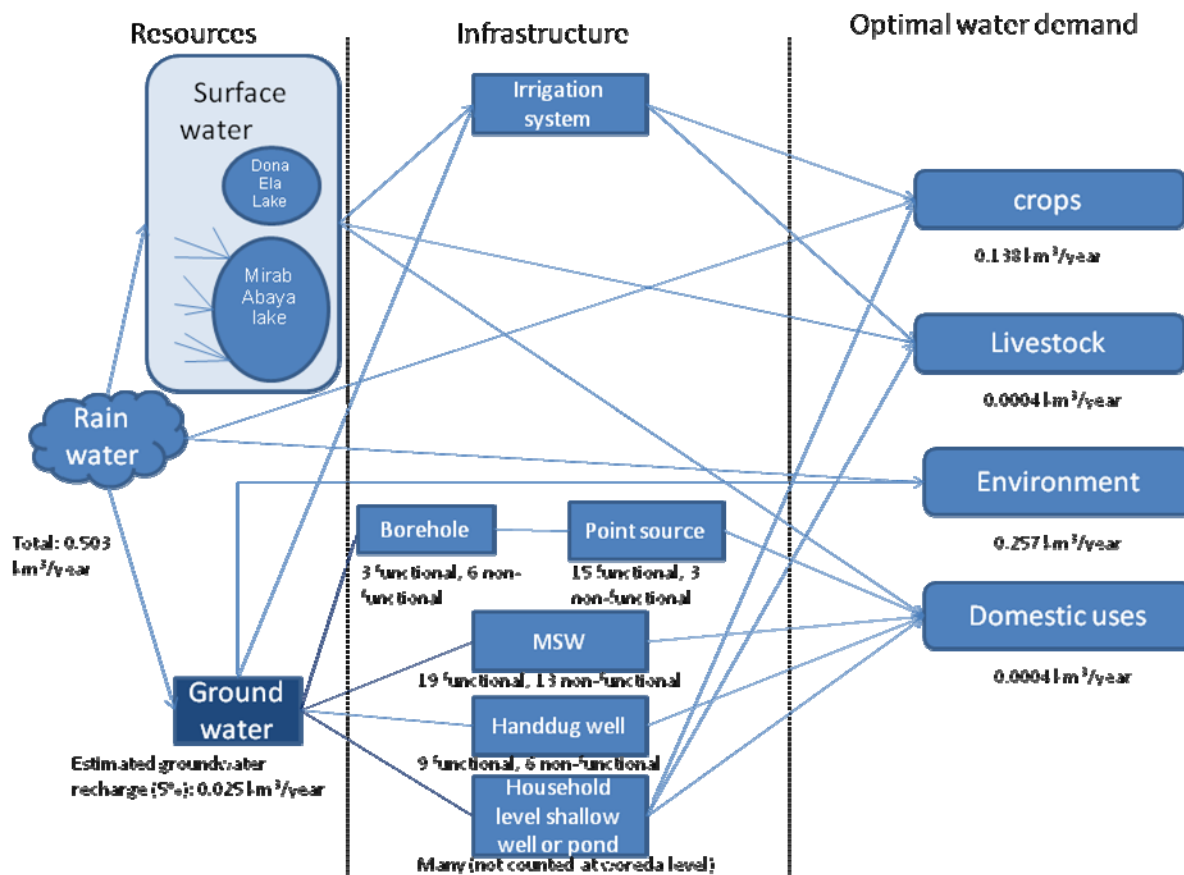 Resources
Infrastructure
Optimal water demand
Surface
water
Dona
Ela
Lake
Mirab
Abaya
lake
Rain
water
Total: 0.503
km³/year
Ground
water
Estimated groundwater
recharge (5%): 0.025 km³/year
Irrigation
system
Borehole
3 functional, 6 non-
functional
Point source
15 functional, 3
non-functional
MSW
19 functional, 13 non-functional
Handdug well
9 functional, 6 non-functional
Household
level shallow
well or pond
Many (not counted at woreda level)
crops
0.138 km³/year
Livestock
0.0004 km³/year
Environment
0.257 km³/year
Domestic uses
0.0004 km³/year